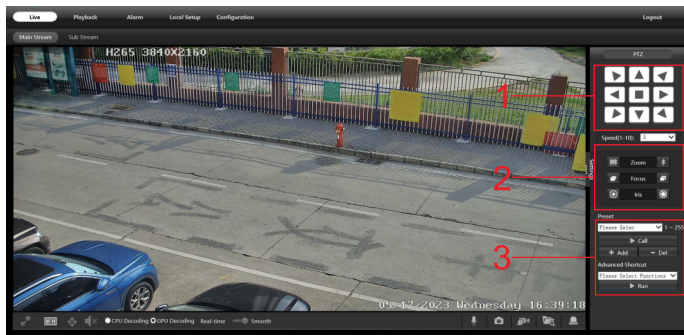 Live Playback Alarm Local Setup Configuration Logout
Main Stream Sub Stream
H265 3840X2160
PTZ
1
Speed(1-10):
Settings
2
Zoom
Focus
Iris
Preset
3
Please Selec 1 ~ 255
Call
Add Del
Advanced Shortcut
Please Select Functions
Run
05-17-2023 Wednesday 16:39:18
W:H CPU Decoding GPU Decoding Real-time Smooth